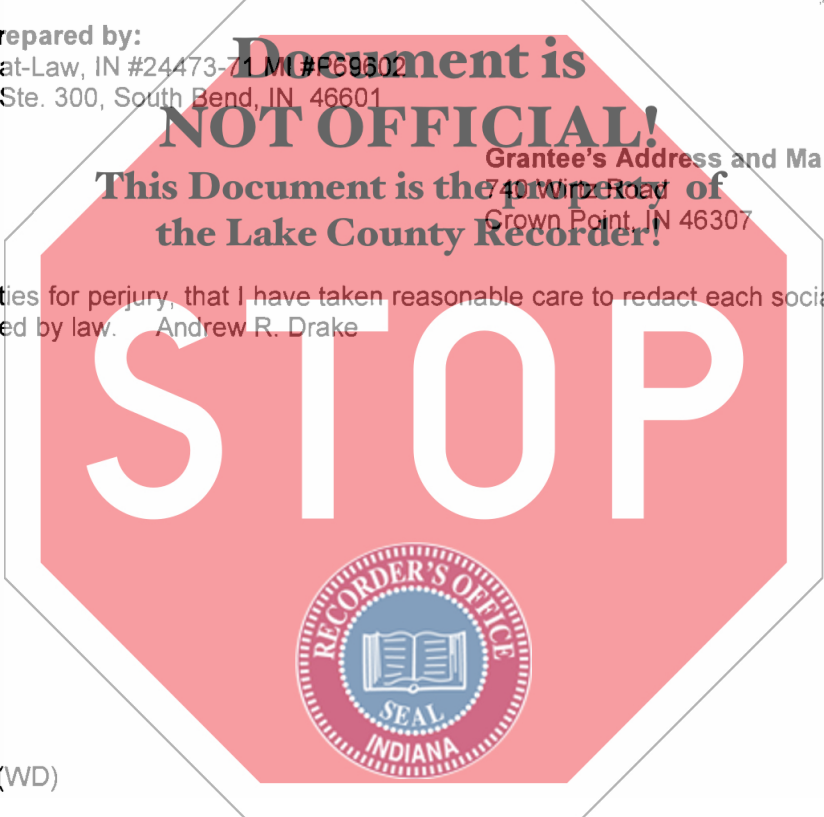 repared by:
Document is
at-Law, IN #24473-71 MI #P69602
Ste. 300, South Bend, IN 46601
NOT OFFICIAL!
Grantee's Address and Ma
This Document is the property of
740 Wirtz Road
Crown Point, IN 46307
the Lake County Recorder!
ties for perjury, that I have taken reasonable care to redact each socia
ed by law. Andrew R. Drake
STOP
RECORDER'S OFFICE
SEAL
INDIANA
(WD)